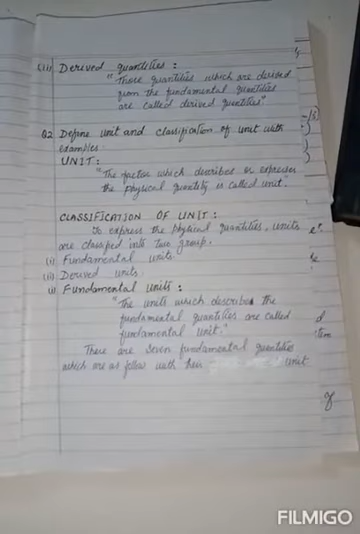 (iii) Derived quantities :
"Those quantities which are derived
from the fundamental quantities
are called derived quantities"
Q2 Define unit and classification of unit with
examples
UNIT:
"The factor which describes or expresses
the physical quantity is called unit."
CLASSIFICATION OF UNIT:
To express the physical quantities, units
are classified into two group.
(i) Fundamental units.
(ii) Derived units.
(i) Fundamental units :
"The units which describes the
fundamental quantities are called
fundamental unit."
There are seven fundamental quantities
which are as follow with their unit
FILMIGO